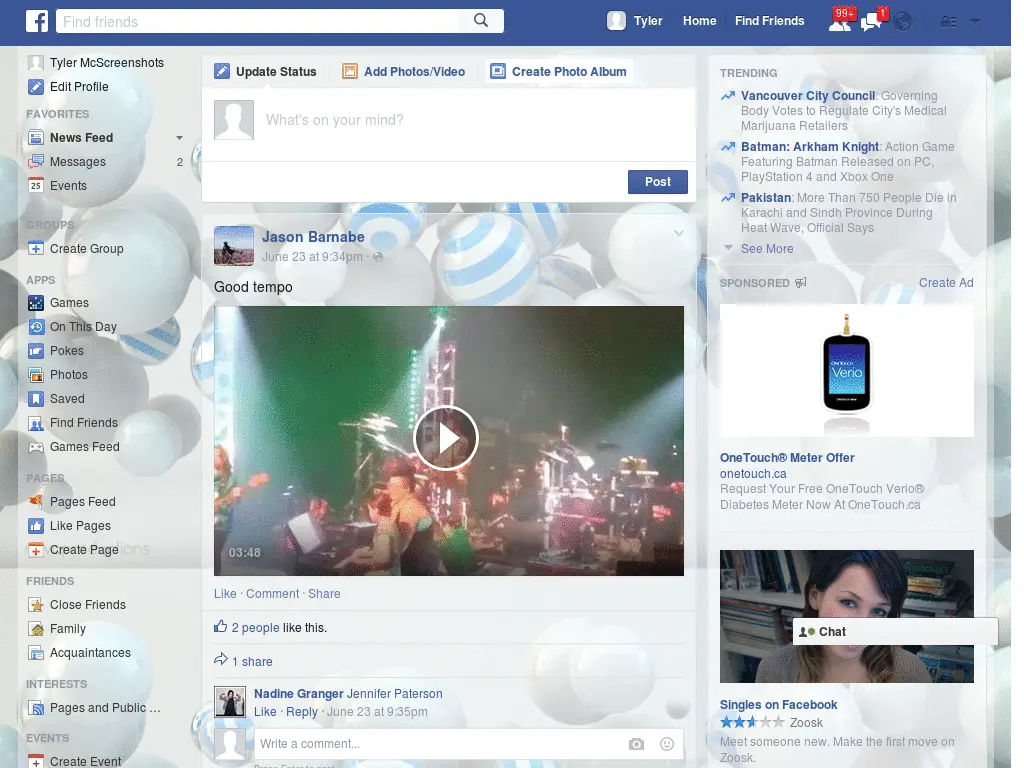 Find friends
Tyler
Home
Find Friends
99+
1
Tyler McScreenshots
Edit Profile
FAVORITES
News Feed
Messages 2
25 Events
GROUPS
Create Group
APPS
Games
On This Day
Pokes
Photos
Saved
Find Friends
Games Feed
PAGES
Pages Feed
Like Pages
Create Page
FRIENDS
Close Friends
Family
Acquaintances
INTERESTS
Pages and Public ...
EVENTS
Create Event
Update Status
Add Photos/Video
Create Photo Album
What's on your mind?
Post
Jason Barnabe
June 23 at 9:34pm ·
Good tempo
03:48
Like · Comment · Share
2 people like this.
1 share
Nadine Granger Jennifer Paterson
Like · Reply · June 23 at 9:35pm
Write a comment...
Press Enter to post.
TRENDING
Vancouver City Council: Governing
Body Votes to Regulate City's Medical
Marijuana Retailers
Batman: Arkham Knight: Action Game
Featuring Batman Released on PC,
PlayStation 4 and Xbox One
Pakistan: More Than 750 People Die in
Karachi and Sindh Province During
Heat Wave, Official Says
See More
SPONSORED
Create Ad
OneTouch
Verio
OneTouch® Meter Offer
onetouch.ca
Request Your Free OneTouch Verio®
Diabetes Meter Now At OneTouch.ca
Chat
Singles on Facebook
Zoosk
Meet someone new. Make the first move on
Zoosk.